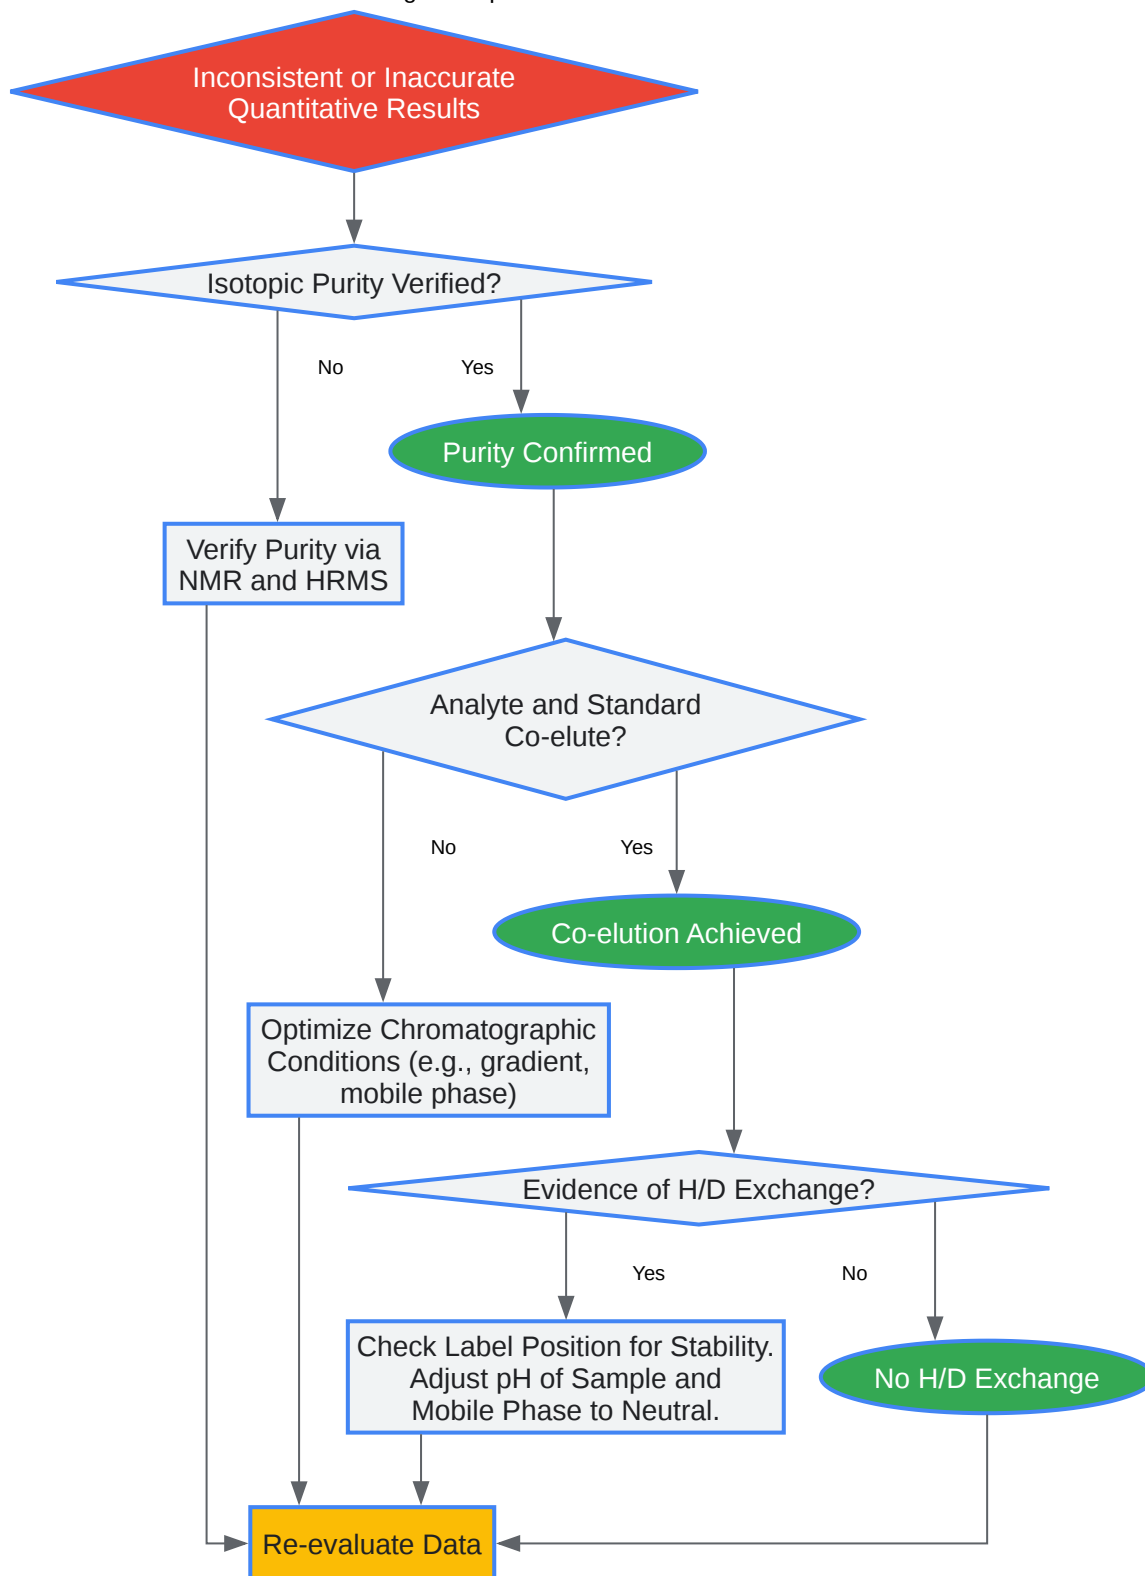 Inconsistent or Inaccurate
Quantitative Results
Isotopic Purity Verified?
No
Yes
Purity Confirmed
Verify Purity via
NMR and HRMS
Analyte and Standard
Co-elute?
No
Yes
Co-elution Achieved
Optimize Chromatographic
Conditions (e.g., gradient,
mobile phase)
Evidence of H/D Exchange?
Yes
No
Check Label Position for Stability.
Adjust pH of Sample and
Mobile Phase to Neutral.
No H/D Exchange
Re-evaluate Data